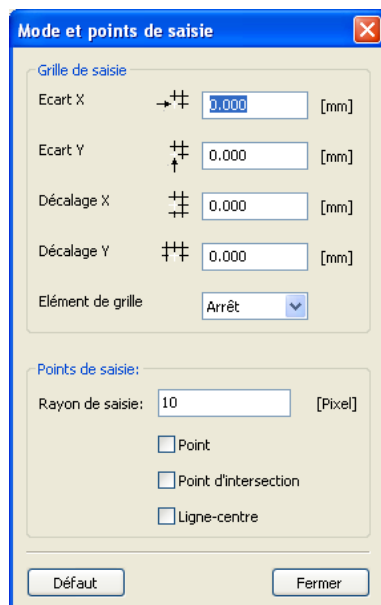 Mode et points de saisie
Grille de saisie
Ecart X 0.000 [mm]
Ecart Y 0.000 [mm]
Décalage X 0.000 [mm]
Décalage Y 0.000 [mm]
Elément de grille Arrêt
Points de saisie:
Rayon de saisie: 10 [Pixel]
Point
Point d'intersection
Ligne-centre
Défaut Fermer